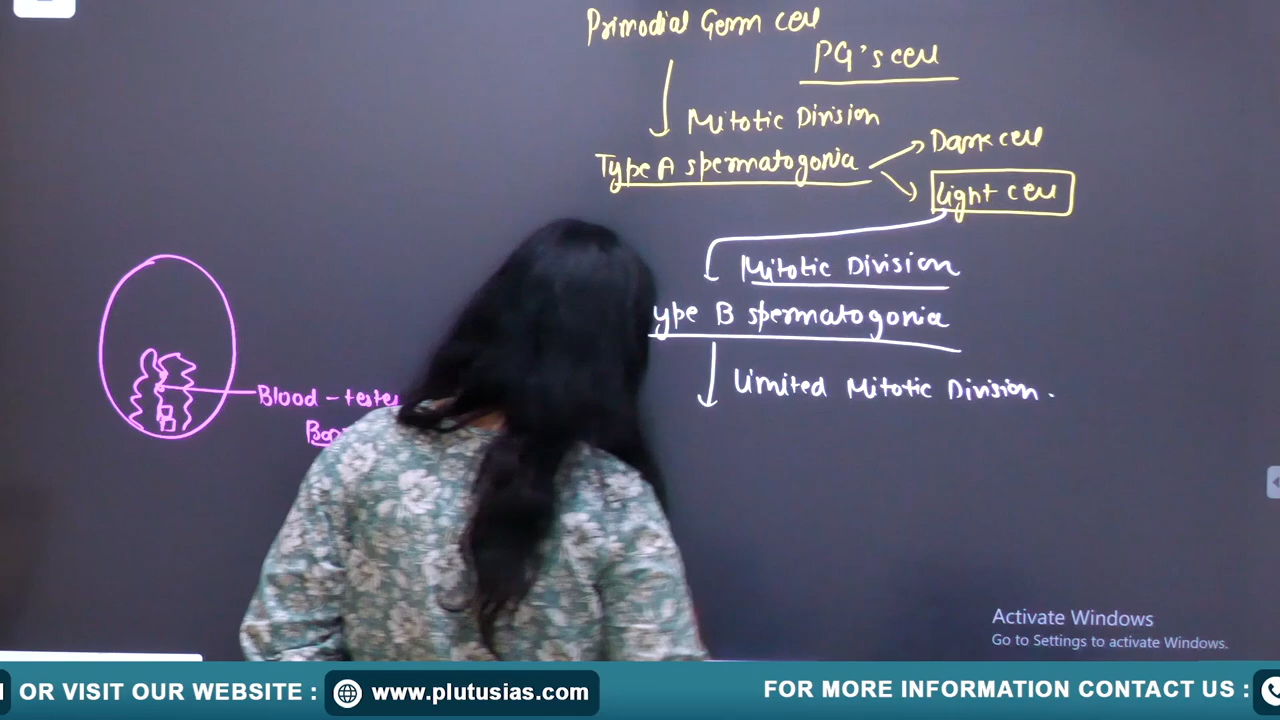 Primodial Germ cell
PG's cell
Mitotic Division
Type A spermatogonia
Dark cell
Light cell
Mitotic Division
ype B spermatogonia
Limited Mitotic Division.
Blood-testes
Activate Windows
Go to Settings to activate Windows.
OR VISIT OUR WEBSITE : www.plutusias.com
FOR MORE INFORMATION CONTACT US :